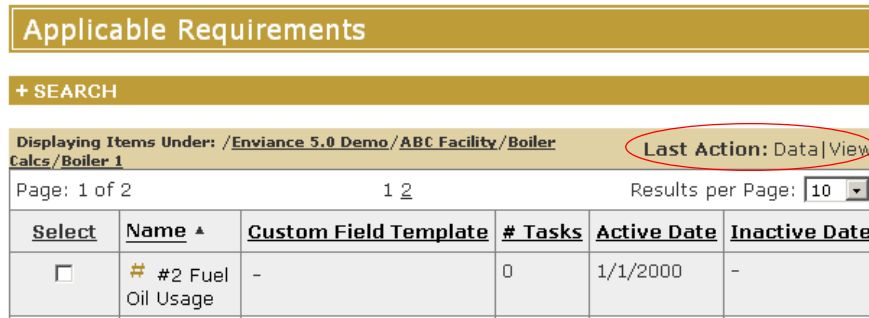 Applicable Requirements
+ SEARCH
Displaying Items Under: /Enviance 5.0 Demo/ABC Facility/Boiler
Calcs/Boiler 1
Last Action: Data|View
Page: 1 of 2 1 2 Results per Page: 10
Select Name Custom Field Template # Tasks Active Date Inactive Date
# #2 Fuel - 0 1/1/2000 -
Oil Usage